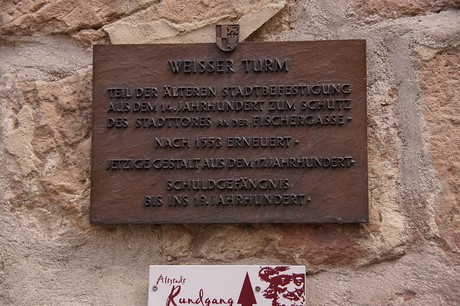 WEISSER TURM
TEIL DER ÄLTEREN STADTBEFESTIGUNG
AUS DEM 14. JAHRHUNDERT ZUM SCHUTZ
DES STADTTORES AN DER FISCHERGASSE ·
NACH 1553 ERNEUERT ·
JETZIGE GESTALT AUS DEM 17. JAHRHUNDERT ·
SCHULDGEFÄNGNIS
BIS INS 19. JAHRHUNDERT ·
Altstadt
Rundgang